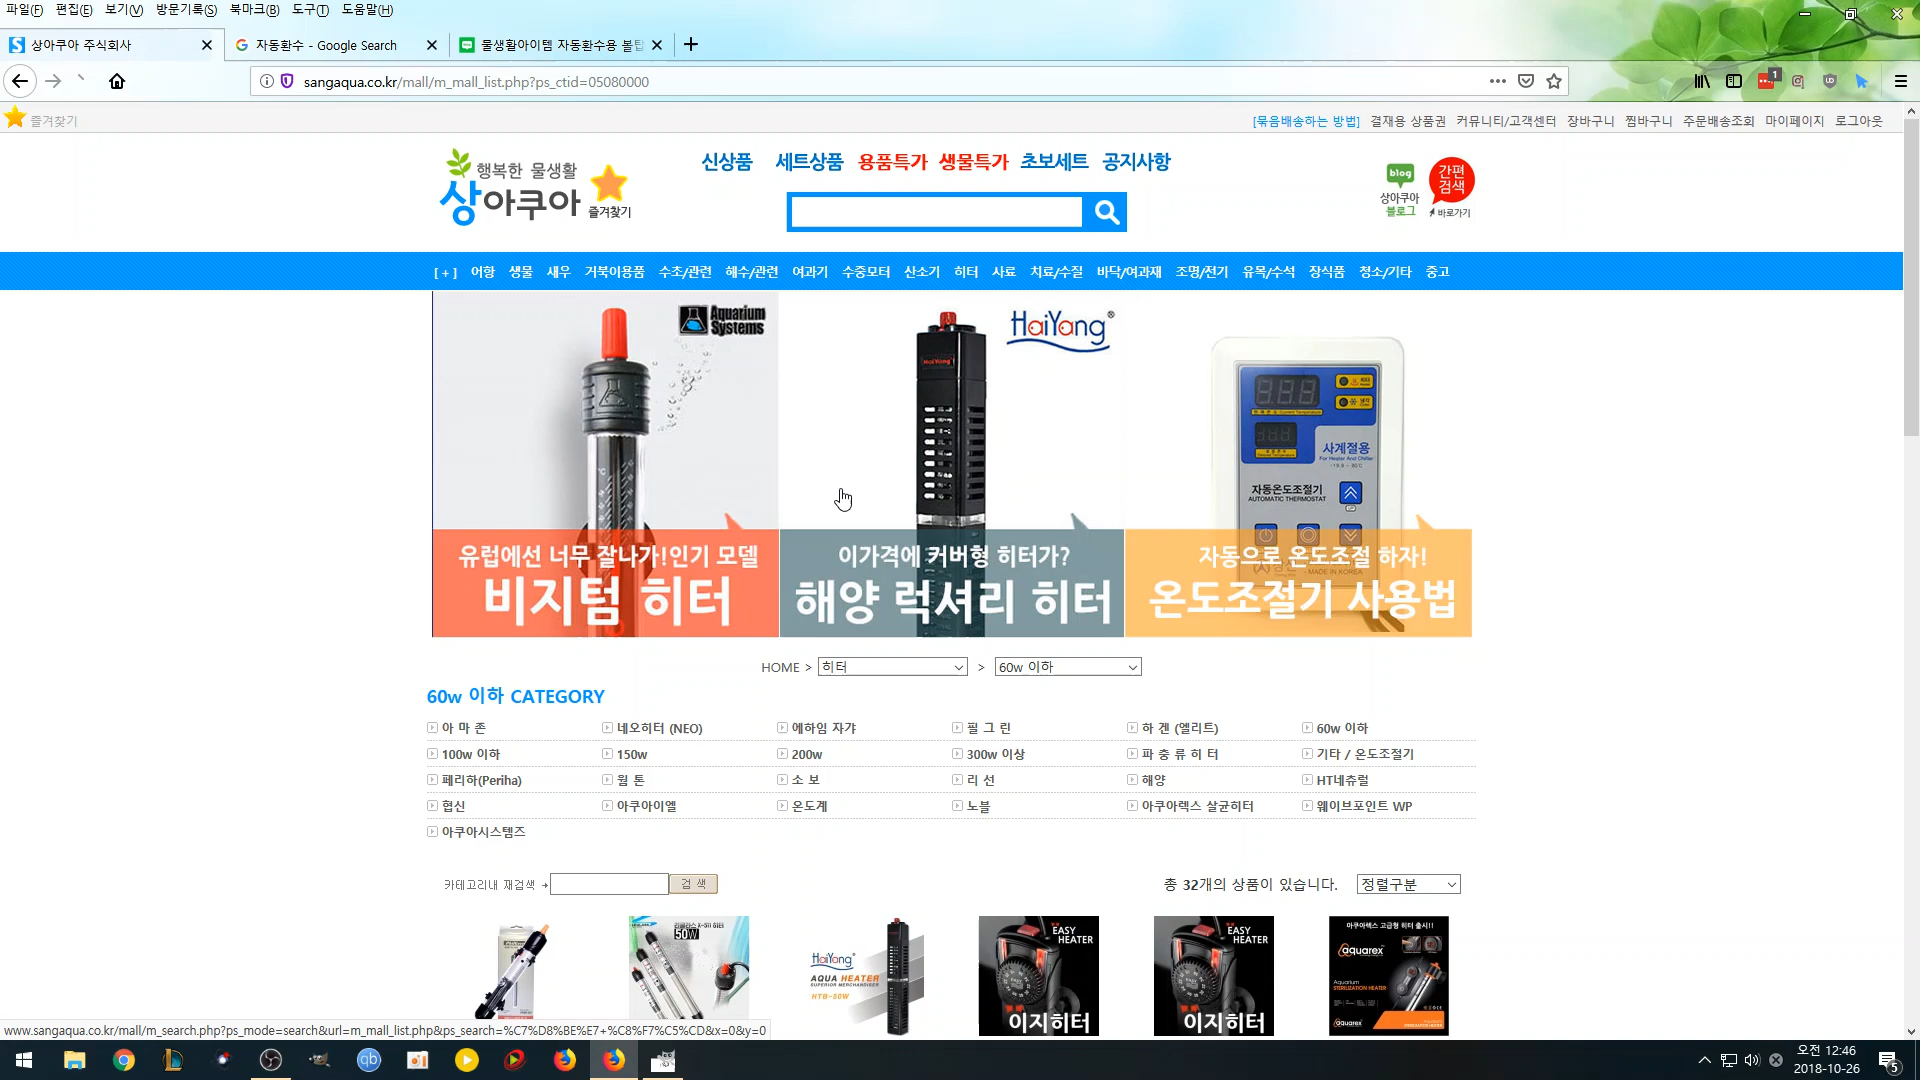 파일(F) 편집(E) 보기(V) 방문기록(S) 북마크(B) 도구(T) 도움말(H)
상아쿠아 주식회사
자동환수 - Google Search
물생활아이템 자동환수용 볼탑
sangaqua.co.kr/mall/m_mall_list.php?ps_ctid=05080000
1
즐겨찾기
[묶음배송하는 방법] 결재용 상품권 커뮤니티/고객센터 장바구니 찜바구니 주문배송조회 마이페이지 로그아웃
행복한 물생활
상아쿠아
즐겨찾기
신상품 세트상품 용품특가 생물특가 초보세트 공지사항
blog
상아쿠아
블로그
간편
검색
바로가기
[ + ] 어항 생물 새우 거북이용품 수초/관련 해수/관련 여과기 수중모터 산소기 히터 사료 치료/수질 바닥/여과재 조명/전기 유목/수석 장식품 청소/기타 중고
Aquarium
Systems
유럽에선 너무 잘나가!인기 모델
비지텀 히터
HaiYang®
HaiYang
이가격에 커버형 히터가?
해양 럭셔리 히터
사계절용
For Heater And Chiller
자동온도조절기
AUTOMATIC THERMOSTAT
MADE IN KOREA
자동으로 온도조절 하자!
온도조절기 사용법
HOME > 히터 > 60w 이하
60w 이하 CATEGORY
아 마 존 네오히터 (NEO) 에하임 자갸 필 그 린 하 겐 (엘리트) 60w 이하
100w 이하 150w 200w 300w 이상 파 충 류 히 터 기타 / 온도조절기
페리하(Periha) 웜 톤 소 보 리 선 해양 HT네츄럴
협신 아쿠아이엘 온도계 노블 아쿠아렉스 살균히터 웨이브포인트 WP
아쿠아시스템즈
카테고리내 재검색 검 색
총 32개의 상품이 있습니다. 정렬구분
50W
HaiYang
AQUA HEATER
SUPERIOR MERCHANDISER
HTB-50W
EASY
HEATER
이지히터
EASY
HEATER
이지히터
아쿠아렉스 고급형 히터 출시!!
aquarex
Aquarium
STERILIZATION HEATER
aquarex
www.sangaqua.co.kr/mall/m_search.php?ps_mode=search&url=m_mall_list.php&ps_search=%C7%D8%BE%E7+%C8%F7%C5%CD&x=0&y=0
오전 12:46
2018-10-26
5